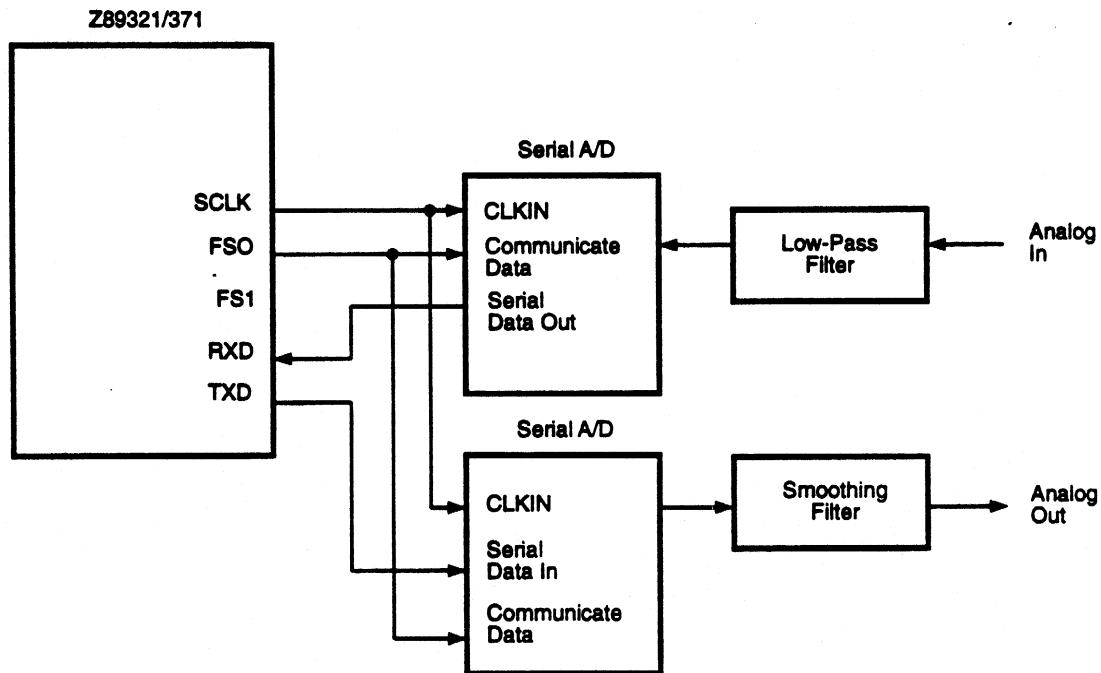 Z89321/371
SCLK
FSO
FS1
RXD
TXD
Serial A/D
CLKIN
Communicate
Data
Serial
Data Out
Low-Pass
Filter
Analog
In
Serial A/D
CLKIN
Serial
Data In
Communicate
Data
Smoothing
Filter
Analog
Out